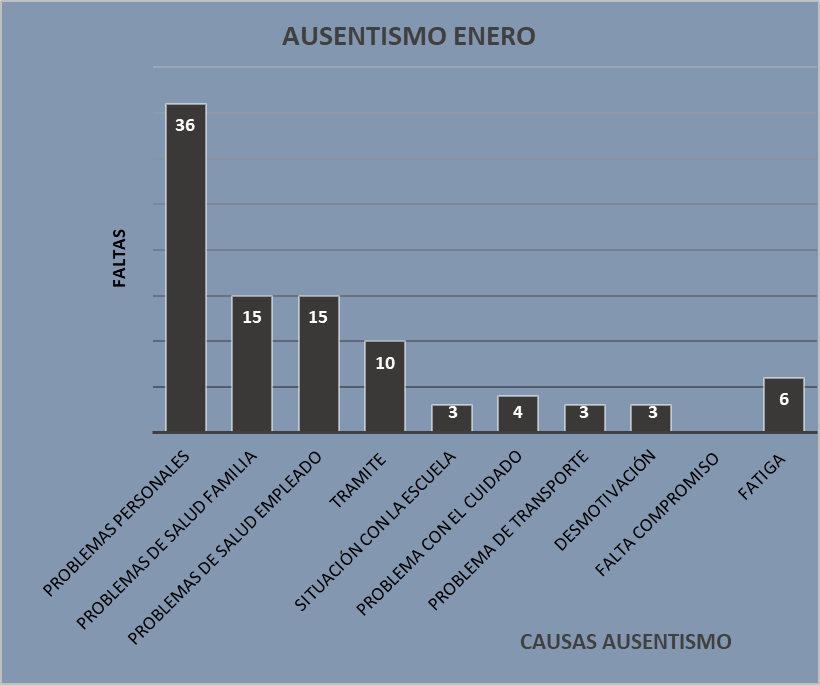 AUSENTISMO ENERO
FALTAS
36
15
15
10
3
4
3
3
6
PROBLEMAS PERSONALES
PROBLEMAS DE SALUD FAMILIA
PROBLEMAS DE SALUD EMPLEADO
TRAMITE
SITUACIÓN CON LA ESCUELA
PROBLEMA CON EL CUIDADO
PROBLEMA DE TRANSPORTE
DESMOTIVACIÓN
FALTA COMPROMISO
FATIGA
CAUSAS AUSENTISMO